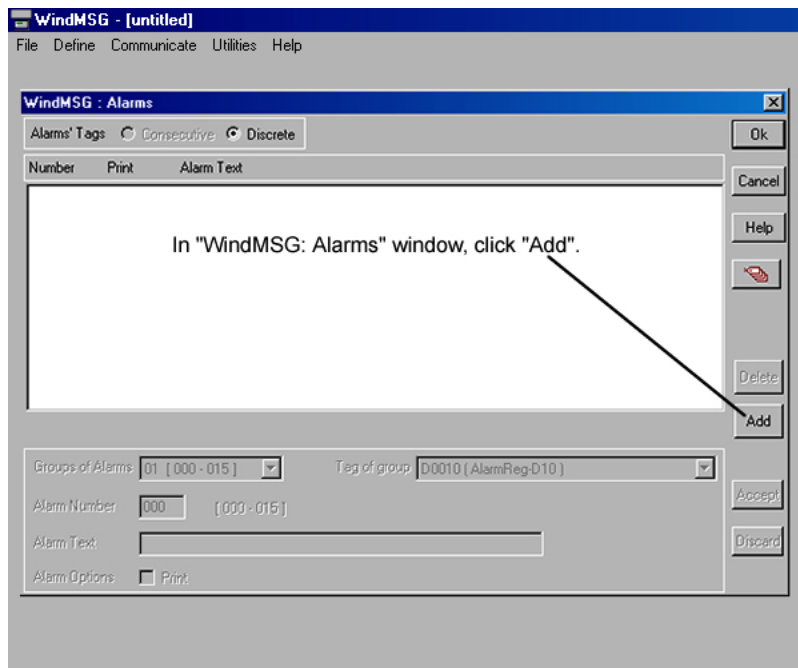 WindMSG - [untitled]
File Define Communicate Utilities Help
WindMSG : Alarms
Alarms' Tags Consecutive Discrete
Ok
Number Print Alarm Text
Cancel
Help
In "WindMSG: Alarms" window, click "Add".
Delete
Add
Groups of Alarms 01 [ 000 - 015 ] Tag of group D0010 ( AlarmReg-D10 )
Alarm Number 000 [ 000 - 015 ]
Accept
Alarm Text
Discard
Alarm Options Print